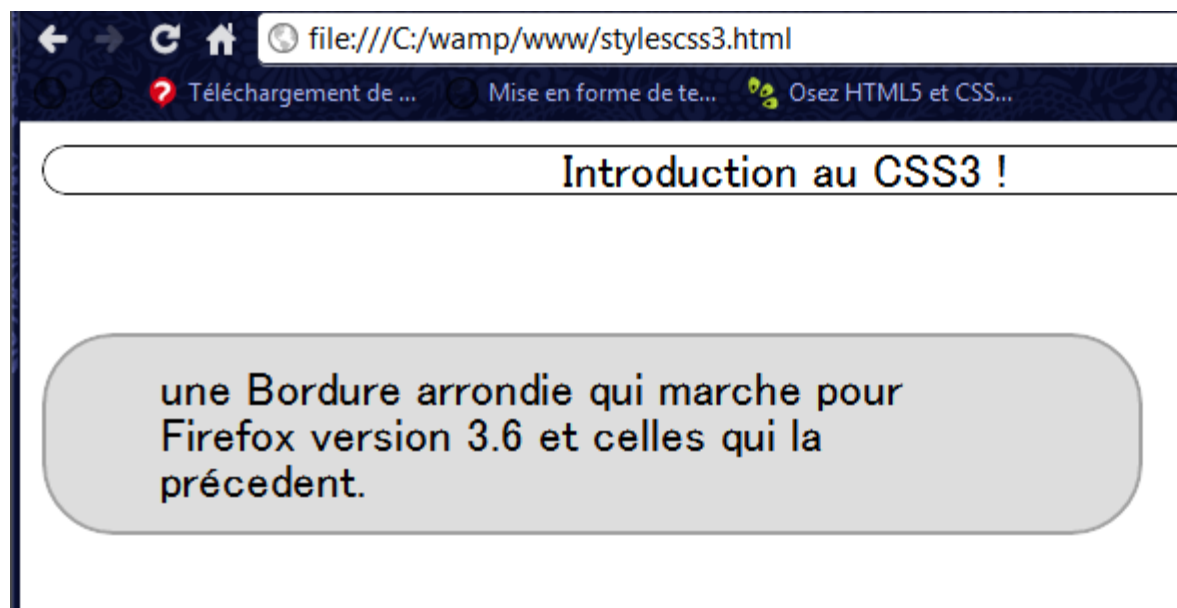 file:///C:/wamp/www/stylescss3.html
Téléchargement de ... Mise en forme de te... Osez HTML5 et CSS...
Introduction au CSS3 !
une Bordure arrondie qui marche pour
Firefox version 3.6 et celles qui la
précedent.